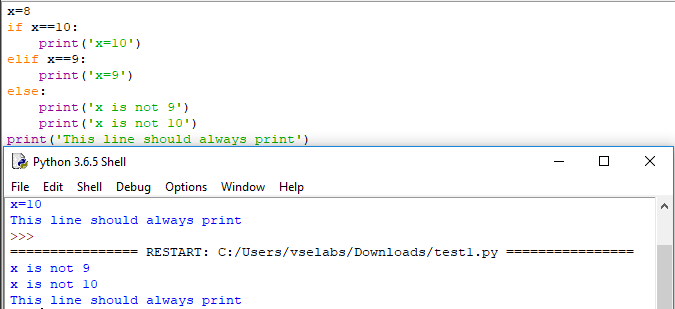 x=8
if x==10:
    print('x=10')
elif x==9:
    print('x=9')
else:
    print('x is not 9')
    print('x is not 10')
print('This line should always print')
Python 3.6.5 Shell
File Edit Shell Debug Options Window Help
x=10
This line should always print
>>>
================ RESTART: C:/Users/vselabs/Downloads/test1.py ================
x is not 9
x is not 10
This line should always print